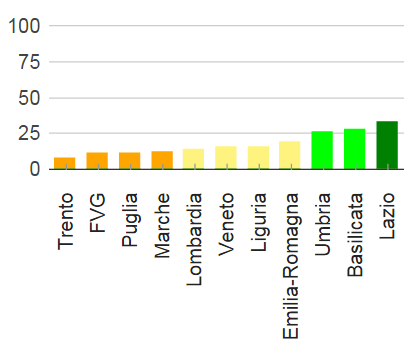 100
75
50
25
0
Trento
FVG
Puglia
Marche
Lombardia
Veneto
Liguria
Emilia-Romagna
Umbria
Basilicata
Lazio